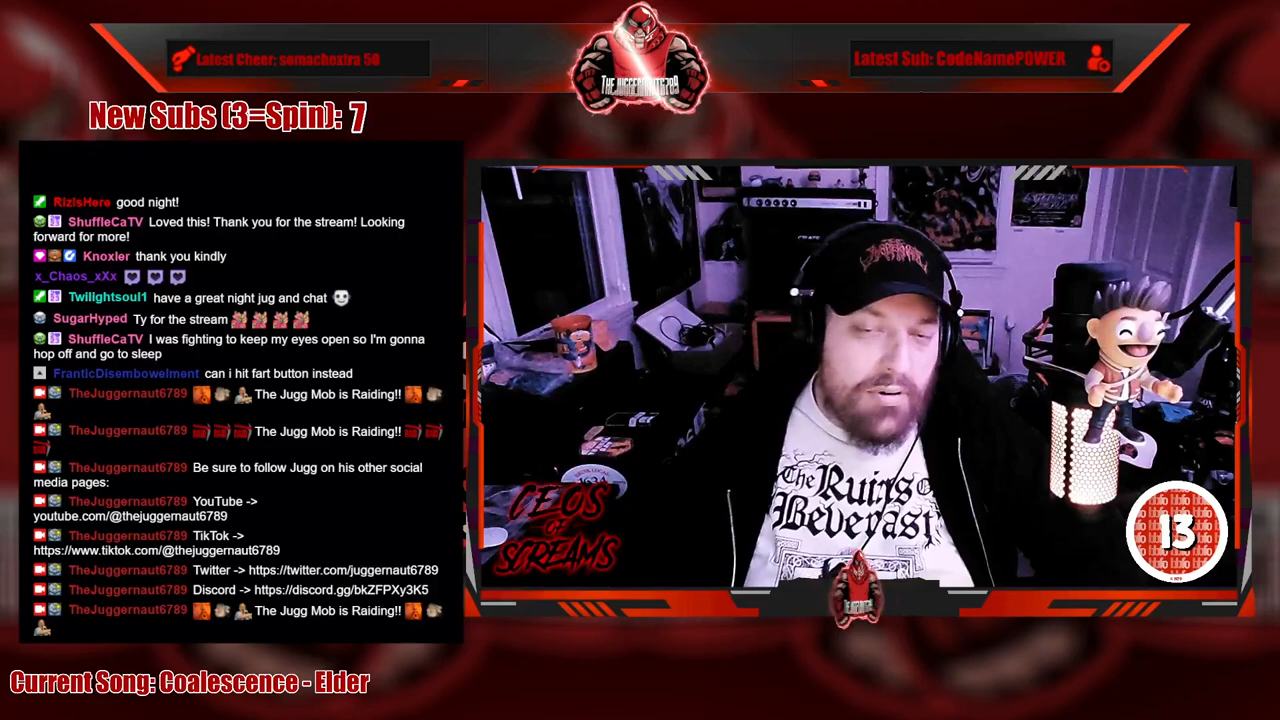 Latest Cheer: somachoxtra 50
THEJUGGERNAUT6789
Latest Sub: CodeNamePOWER
New Subs (3=Spin): 7
RizIsHere good night!
ShuffleCaTV Loved this! Thank you for the stream! Looking
forward for more!
Knoxler thank you kindly
x_Chaos_xXx
Twilightsoul1 have a great night jug and chat
SugarHyped Ty for the stream
ShuffleCaTV I was fighting to keep my eyes open so I'm gonna
hop off and go to sleep
FranticDisembowelment can i hit fart button instead
TheJuggernaut6789 The Jugg Mob is Raiding!!
TheJuggernaut6789 The Jugg Mob is Raiding!!
TheJuggernaut6789 Be sure to follow Jugg on his other social
media pages:
TheJuggernaut6789 YouTube ->
youtube.com/@thejuggernaut6789
TheJuggernaut6789 TikTok ->
https://www.tiktok.com/@thejuggernaut6789
TheJuggernaut6789 Twitter -> https://twitter.com/juggernaut6789
TheJuggernaut6789 Discord -> https://discord.gg/bkZFPXy3K5
TheJuggernaut6789 The Jugg Mob is Raiding!!
The Ruins Of
Beverast
CEOS
OF
SCREAMS
13
Current Song: Coalescence - Elder